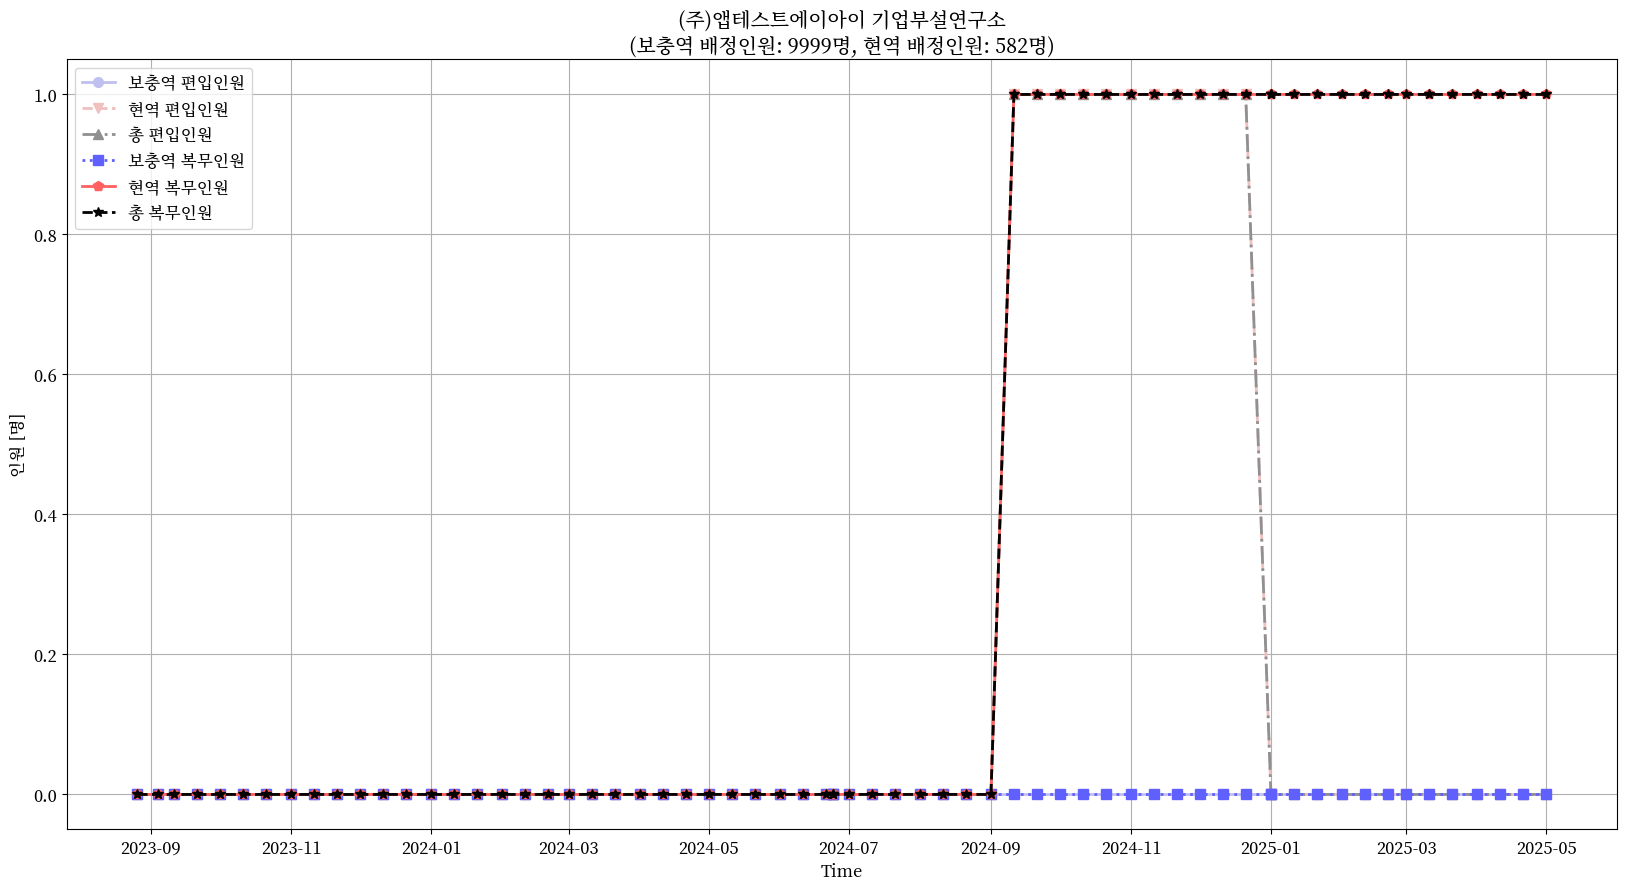 (주)앱테스트에이아이 기업부설연구소
(보충역 배정인원: 9999명, 현역 배정인원: 582명)
보충역 편입인원
현역 편입인원
총 편입인원
보충역 복무인원
현역 복무인원
총 복무인원
인원 [명]
1.0
0.8
0.6
0.4
0.2
0.0
2023-09 2023-11 2024-01 2024-03 2024-05 2024-07 2024-09 2024-11 2025-01 2025-03 2025-05
Time